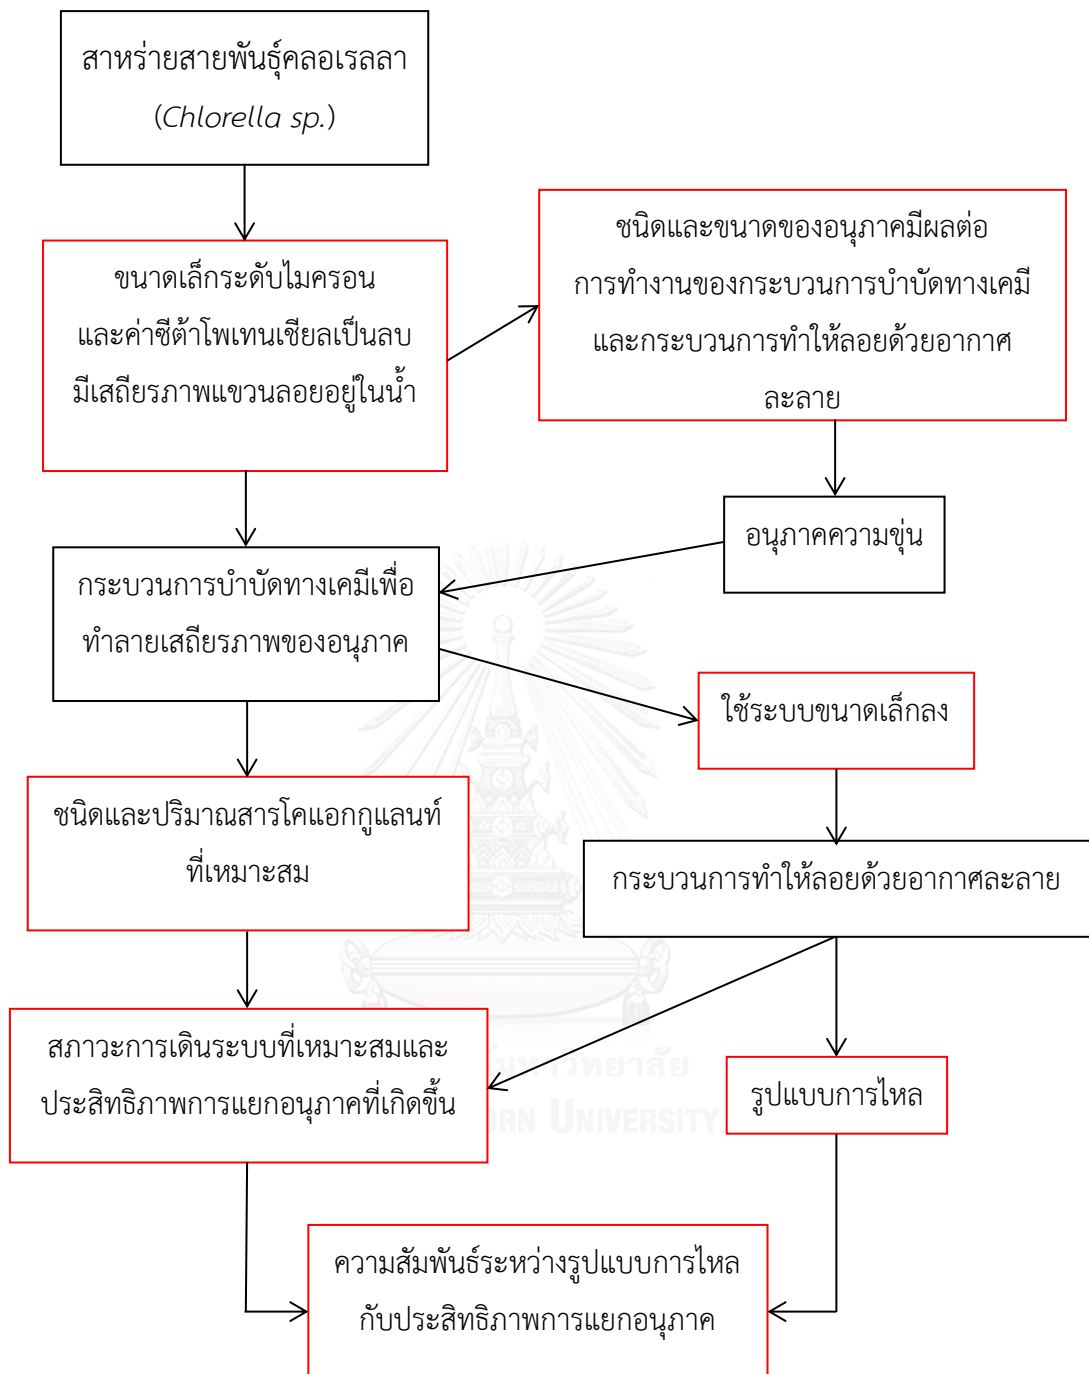 สาหร่ายสายพันธุ์คลอเรลลา
(Chlorella sp.)
ขนาดเล็กระดับไมครอน
และค่าซีต้าโพเทนเชียลเป็นลบ
มีเสถียรภาพแขวนลอยอยู่ในน้ำ
ชนิดและขนาดของอนุภาคมีผลต่อ
การทำงานของกระบวนการบำบัดทางเคมี
และกระบวนการทำให้ลอยด้วยอากาศ
ละลาย
อนุภาคความขุ่น
กระบวนการบำบัดทางเคมีเพื่อ
ทำลายเสถียรภาพของอนุภาค
ใช้ระบบขนาดเล็กลง
ชนิดและปริมาณสารโคแอกกูแลนท์
ที่เหมาะสม
กระบวนการทำให้ลอยด้วยอากาศละลาย
สภาวะการเดินระบบที่เหมาะสมและ
ประสิทธิภาพการแยกอนุภาคที่เกิดขึ้น
รูปแบบการไหล
มหาวิทยาลัย
UNIVERSITY
ความสัมพันธ์ระหว่างรูปแบบการไหล
กับประสิทธิภาพการแยกอนุภาค